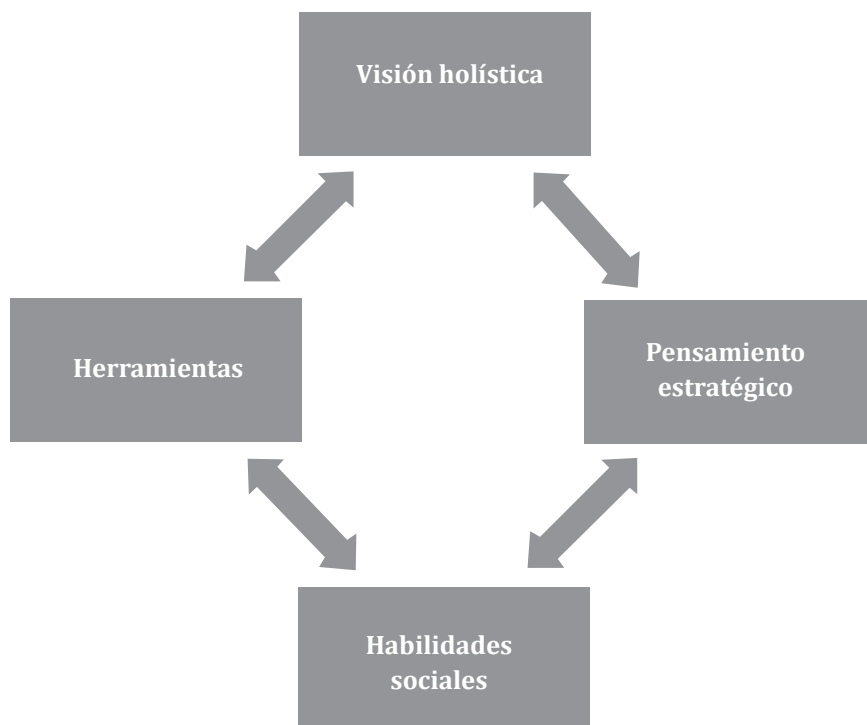 Visión holística
Herramientas
Pensamiento
estratégico
Habilidades
sociales